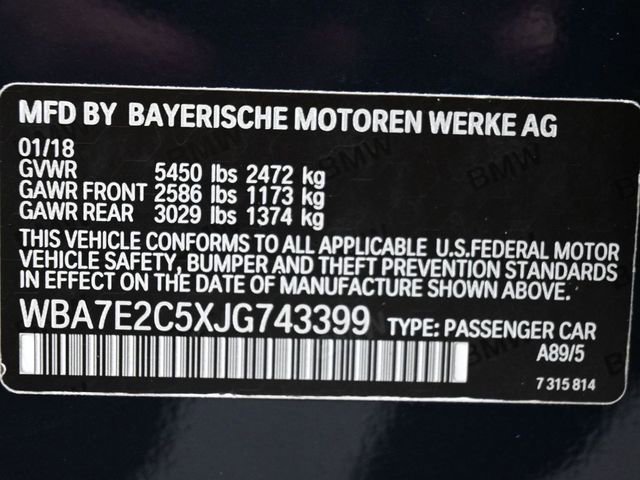 MFD BY BAYERISCHE MOTOREN WERKE AG
01/18
GVWR 5450 lbs 2472 kg
GAWR FRONT 2586 lbs 1173 kg
GAWR REAR 3029 lbs 1374 kg
THIS VEHICLE CONFORMS TO ALL APPLICABLE U.S.FEDERAL MOTOR
VEHICLE SAFETY, BUMPER AND THEFT PREVENTION STANDARDS
IN EFFECT ON THE DATE OF MANUFACTURE SHOWN ABOVE.
WBA7E2C5XJG743399 TYPE: PASSENGER CAR
A89/5
7 315 814